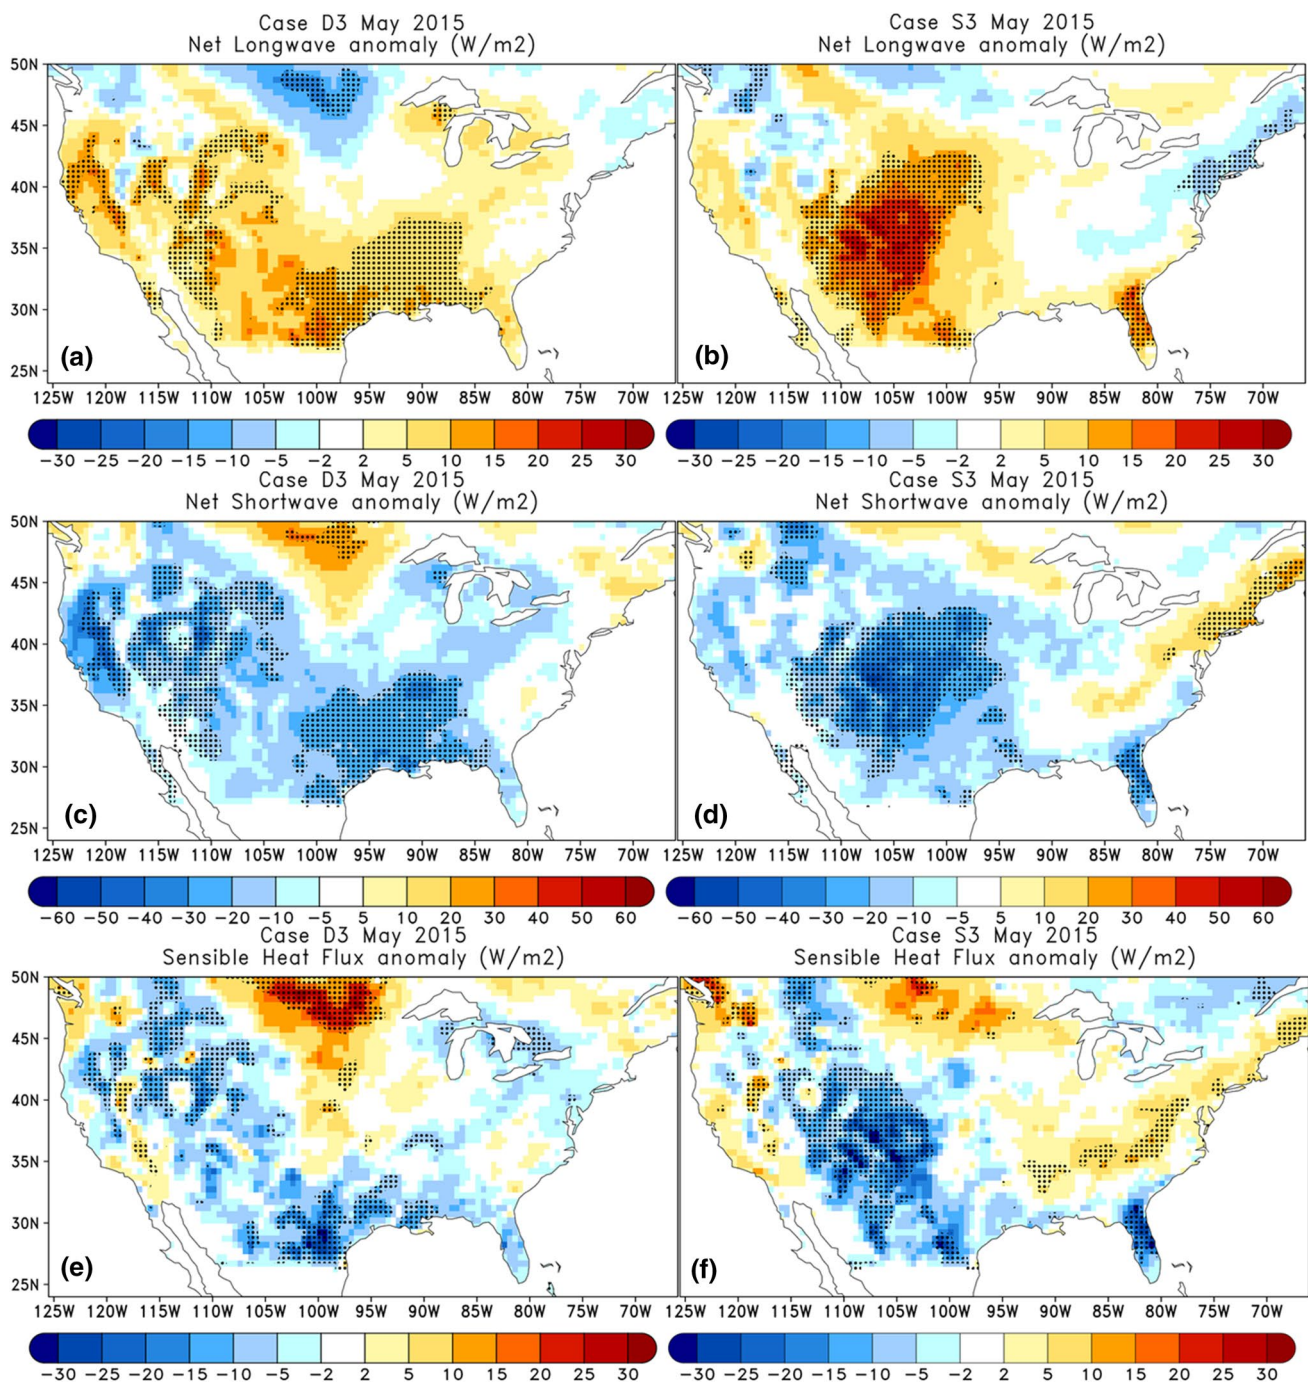 Case D3 May 2015
Net Longwave anomaly (W/m2)
Case S3 May 2015
Net Longwave anomaly (W/m2)
50N
45N
40N
35N
30N
25N
(a)
(b)
125W 120W 115W 110W 105W 100W 95W 90W 85W 80W 75W 70W
125W 120W 115W 110W 105W 100W 95W 90W 85W 80W 75W 70W
−30 −25 −20 −15 −10 −5 −2 2 5 10 15 20 25 30
−30 −25 −20 −15 −10 −5 −2 2 5 10 15 20 25 30
Case D3 May 2015
Net Shortwave anomaly (W/m2)
Case S3 May 2015
Net Shortwave anomaly (W/m2)
50N
45N
40N
35N
30N
25N
(c)
(d)
125W 120W 115W 110W 105W 100W 95W 90W 85W 80W 75W 70W
125W 120W 115W 110W 105W 100W 95W 90W 85W 80W 75W 70W
−60 −50 −40 −30 −20 −10 −5 5 10 20 30 40 50 60
−60 −50 −40 −30 −20 −10 −5 5 10 20 30 40 50 60
Case D3 May 2015
Sensible Heat Flux anomaly (W/m2)
Case S3 May 2015
Sensible Heat Flux anomaly (W/m2)
50N
45N
40N
35N
30N
25N
(e)
(f)
125W 120W 115W 110W 105W 100W 95W 90W 85W 80W 75W 70W
125W 120W 115W 110W 105W 100W 95W 90W 85W 80W 75W 70W
−30 −25 −20 −15 −10 −5 −2 2 5 10 15 20 25 30
−30 −25 −20 −15 −10 −5 −2 2 5 10 15 20 25 30